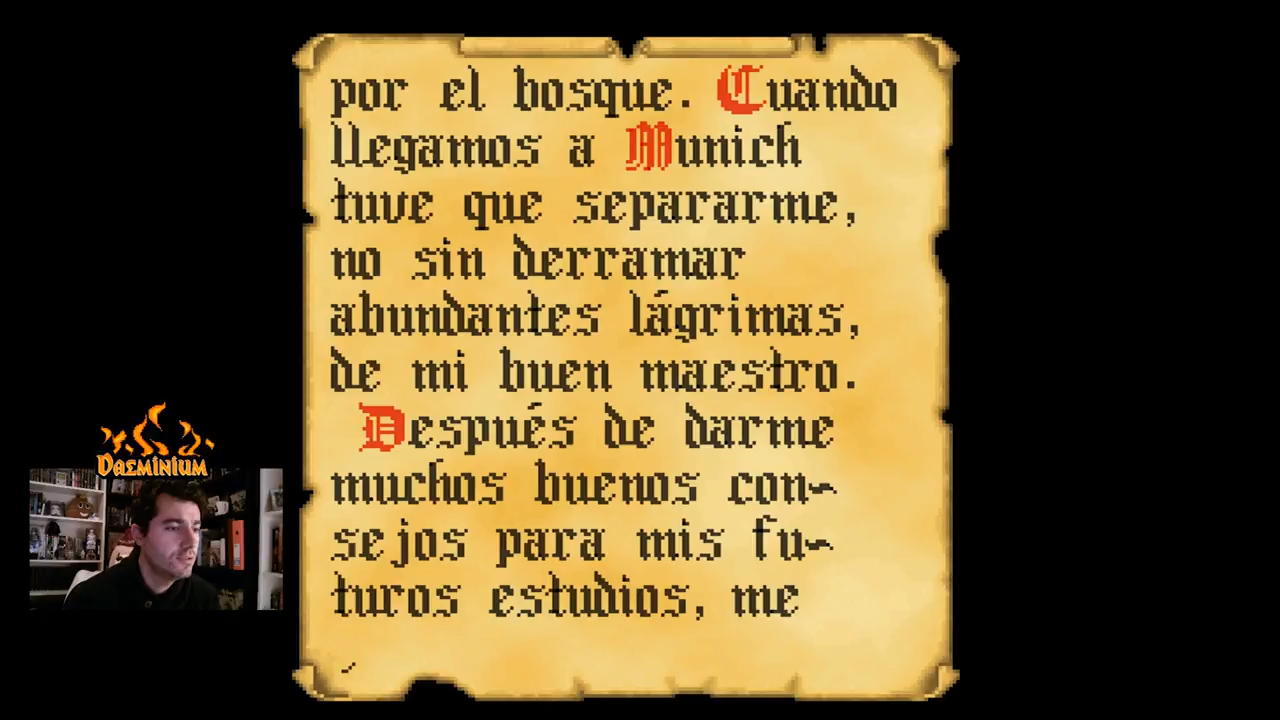 por el bosque. Cuando
llegamos a Munich
tuve que separarme,
no sin derramar
abundantes lágrimas,
de mi buen maestro.
Después de darme
muchos buenos con-
sejos para mis fu-
turos estudios, me
DAEMINIUM